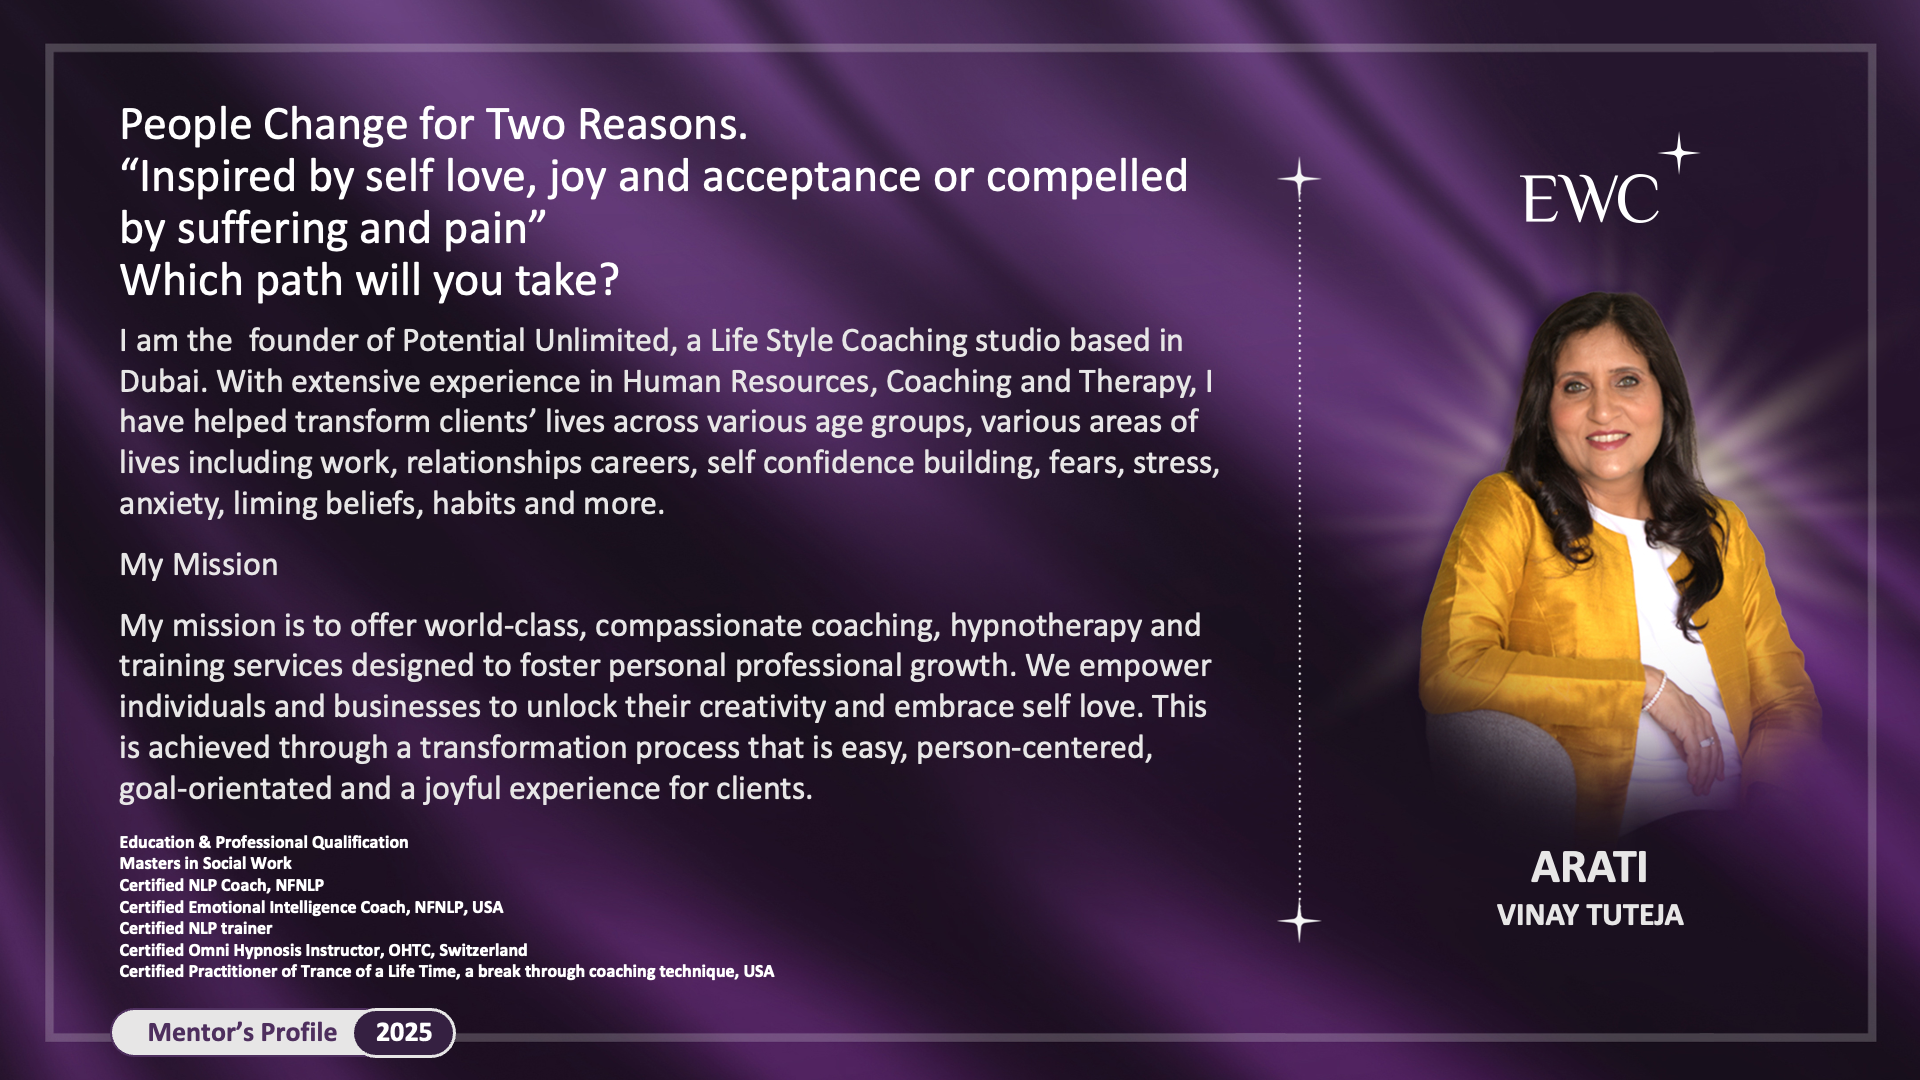 People Change for Two Reasons.
“Inspired by self love, joy and acceptance or compelled
by suffering and pain”
Which path will you take?
I am the  founder of Potential Unlimited, a Life Style Coaching studio based in
Dubai. With extensive experience in Human Resources, Coaching and Therapy, I
have helped transform clients’ lives across various age groups, various areas of
lives including work, relationships careers, self confidence building, fears, stress,
anxiety, liming beliefs, habits and more.
My Mission
My mission is to offer world-class, compassionate coaching, hypnotherapy and
training services designed to foster personal professional growth. We empower
individuals and businesses to unlock their creativity and embrace self love. This
is achieved through a transformation process that is easy, person-centered,
goal-orientated and a joyful experience for clients.
Education & Professional Qualification
Masters in Social Work
Certified NLP Coach, NFNLP
Certified Emotional Intelligence Coach, NFNLP, USA
Certified NLP trainer
Certified Omni Hypnosis Instructor, OHTC, Switzerland
Certified Practitioner of Trance of a Life Time, a break through coaching technique, USA
Mentor’s Profile 2025
EWC
ARATI
VINAY TUTEJA